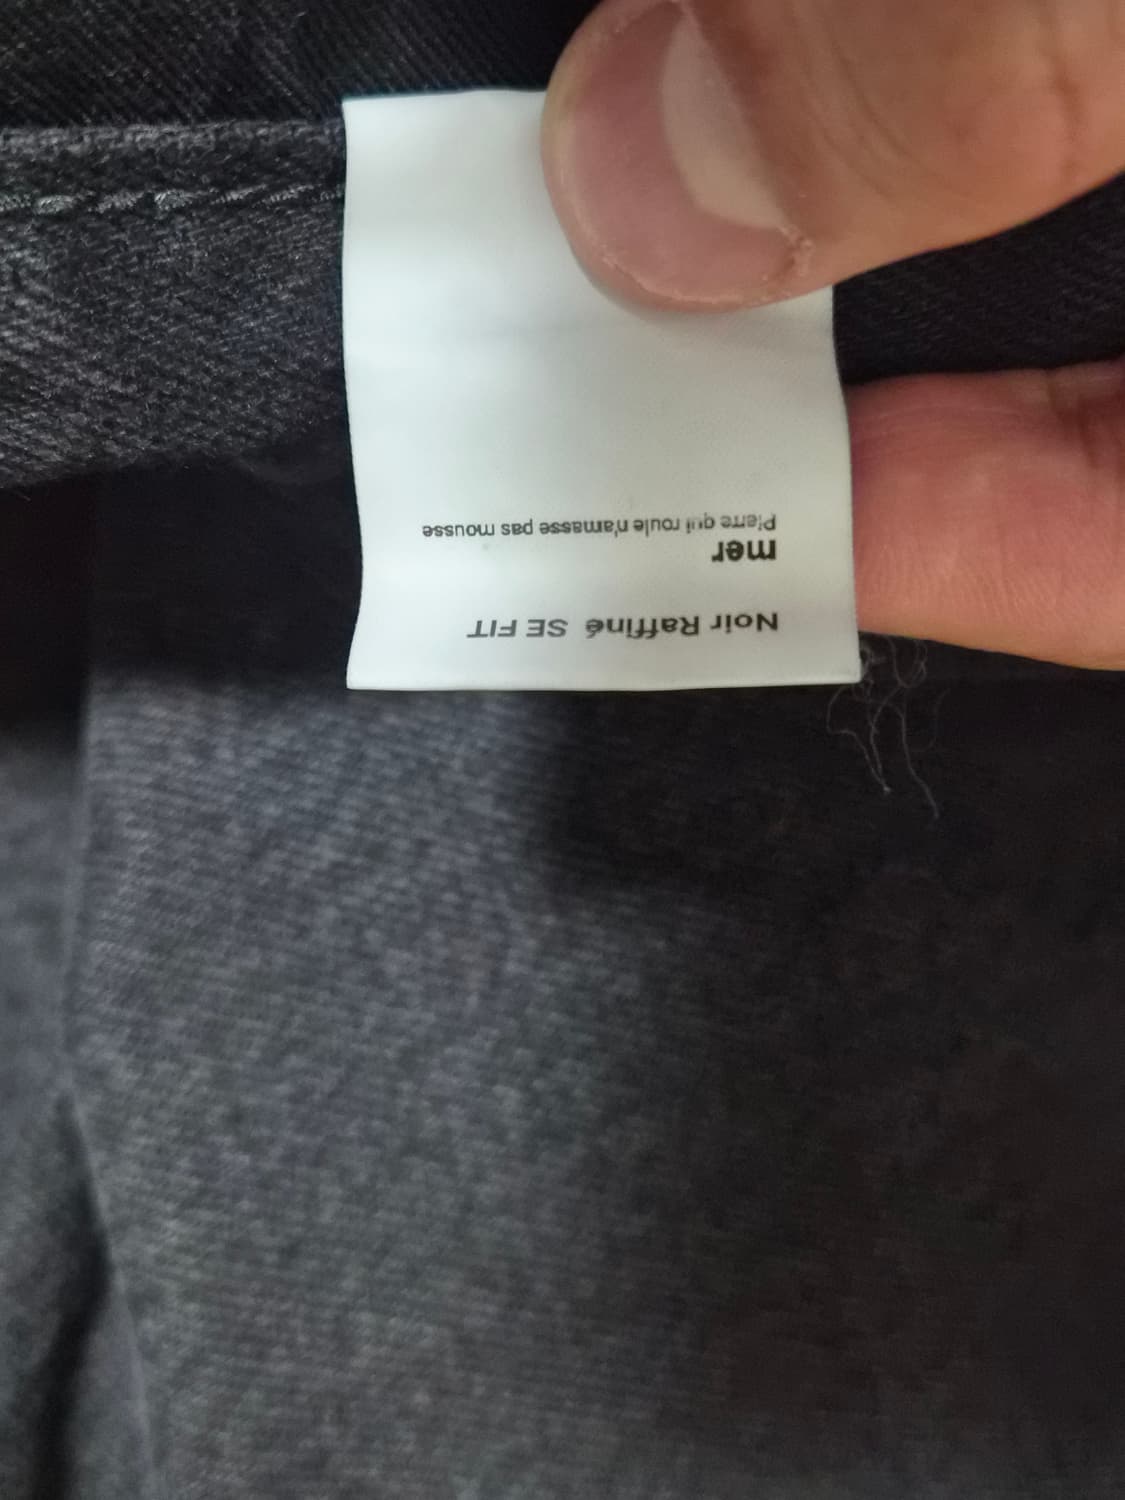 Noir Raffiné SE FIT
mer
Pierre qui roule n'amasse pas mousse